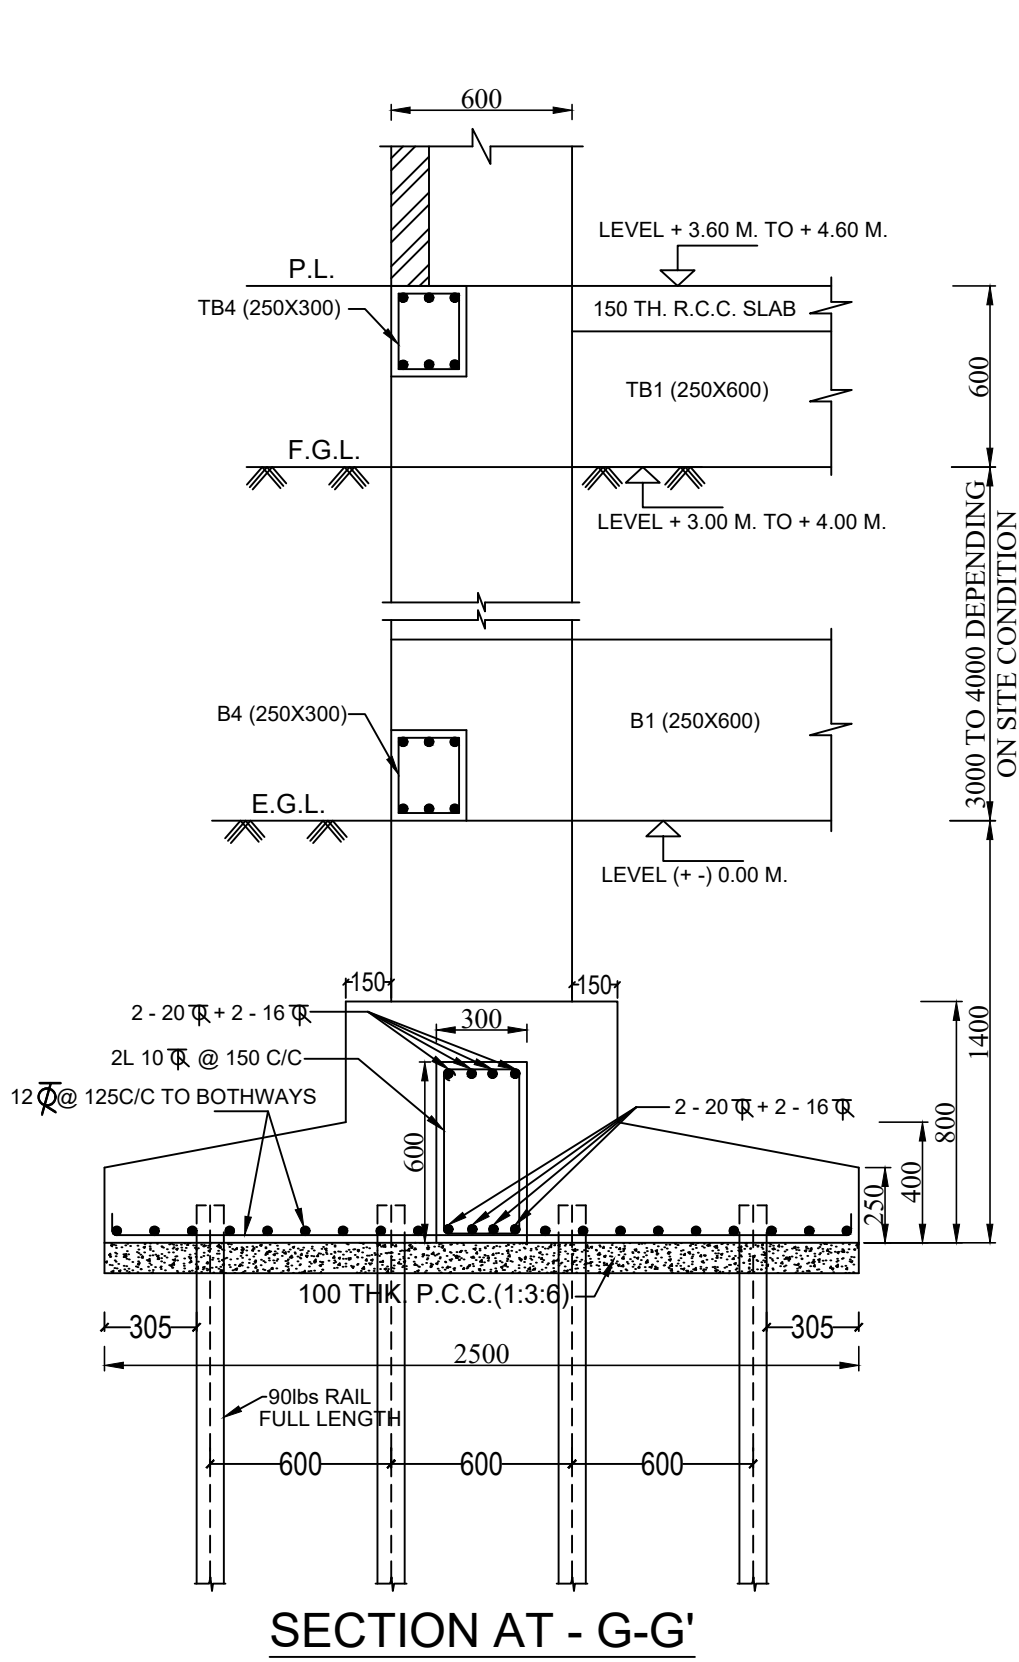 600
LEVEL + 3.60 M. TO + 4.60 M.
P.L.
TB4 (250X300)
150 TH. R.C.C. SLAB
TB1 (250X600)
600
F.G.L.
LEVEL + 3.00 M. TO + 4.00 M.
3000 TO 4000 DEPENDING
ON SITE CONDITION
B4 (250X300)
B1 (250X600)
E.G.L.
LEVEL (+ -) 0.00 M.
150
150
2 - 20 + 2 - 16
300
1400
2L 10 @ 150 C/C
12 @ 125C/C TO BOTHWAYS
2 - 20 + 2 - 16
600
800
400
250
100 THK. P.C.C.(1:3:6)
305
305
2500
90lbs RAIL
FULL LENGTH
600
600
600
SECTION AT - G-G'